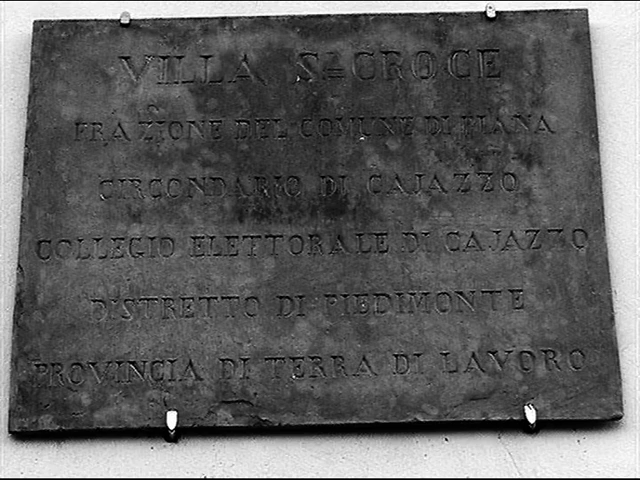 VILLA Sᵗᵃ CROCE
FRAZIONE DEL COMUNE DI PIANA
CIRCONDARIO DI CAJAZZO
COLLEGIO ELETTORALE DI CAJAZZO
DISTRETTO DI PIEDIMONTE
PROVINCIA DI TERRA DI LAVORO